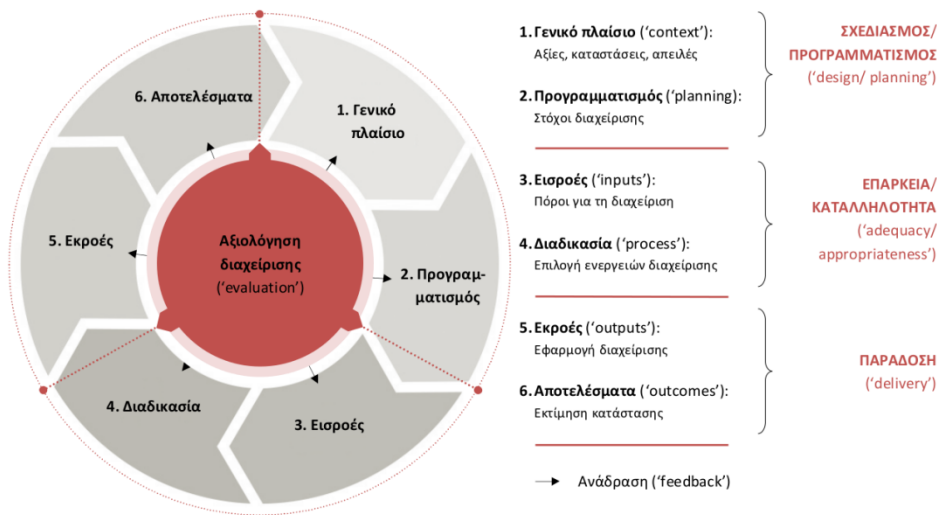 6. Αποτελέσματα
1. Γενικό
πλαίσιο
5. Εκροές
Αξιολόγηση
διαχείρισης
(‘evaluation’)
2. Προγραμ-
ματισμός
4. Διαδικασία
3. Εισροές
1. Γενικό πλαίσιο (‘context’):
Αξίες, καταστάσεις, απειλές
2. Προγραμματισμός (‘planning):
Στόχοι διαχείρισης
ΣΧΕΔΙΑΣΜΟΣ/
ΠΡΟΓΡΑΜΜΑΤΙΣΜΟΣ
(‘design/ planning’)
3. Εισροές (‘inputs’):
Πόροι για τη διαχείριση
4. Διαδικασία (‘process’):
Επιλογή ενεργειών διαχείρισης
ΕΠΑΡΚΕΙΑ/
ΚΑΤΑΛΛΗΛΟΤΗΤΑ
(‘adequacy/
appropriateness’)
5. Εκροές (‘outputs’):
Εφαρμογή διαχείρισης
6. Αποτελέσματα (‘outcomes’):
Εκτίμηση κατάστασης
ΠΑΡΑΔΟΣΗ
(‘delivery’)
Ανάδραση (‘feedback’)